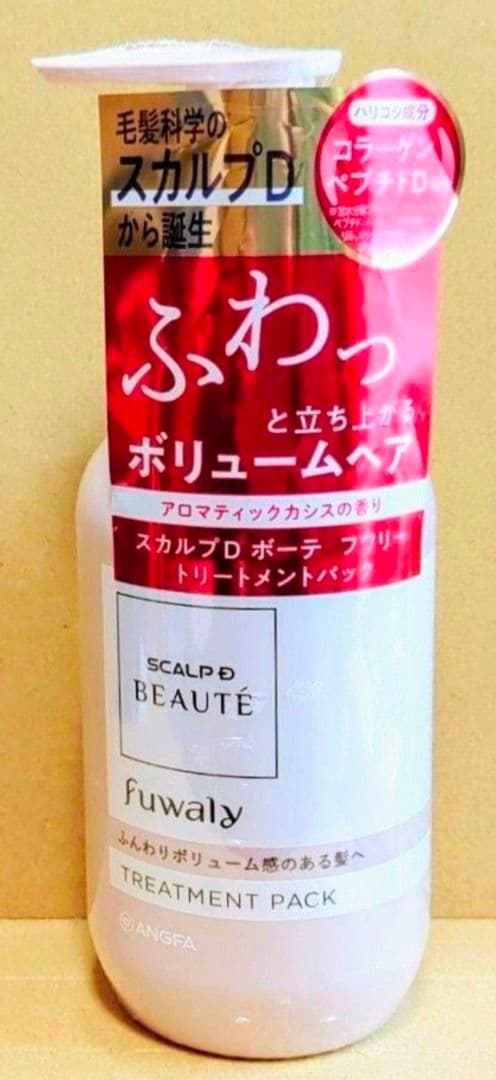 毛髪科学の
スカルプD
から誕生
ハリコシ成分
コラーゲン
ペプチドD
ふわっ
と立ち上がる
ボリュームヘア
アロマティックカシスの香り
スカルプD ボーテ フワリー
トリートメントパック
SCALP D
BEAUTÉ
fuwaly
ふんわりボリューム感のある髪へ
TREATMENT PACK
ANGFA